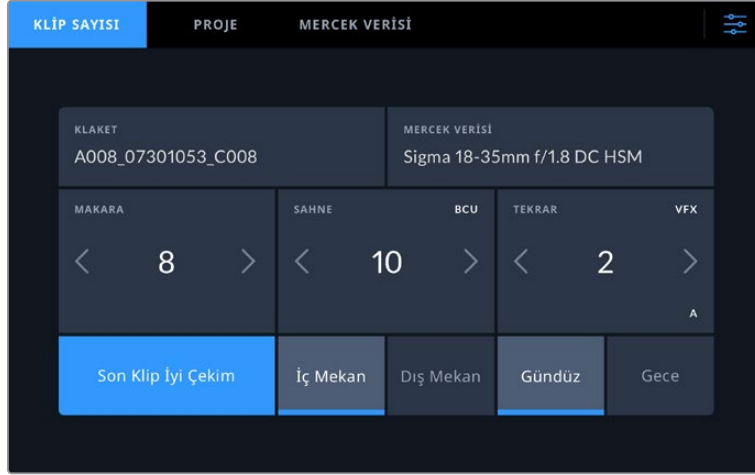 KLİP SAYISI PROJE MERCEK VERİSİ
KLAKET MERCEK VERİSİ
A008_07301053_C008 Sigma 18-35mm f/1.8 DC HSM
MAKARA SAHNE BCU TEKRAR VFX
8 10 2
A
Son Klip İyi Çekim İç Mekan Dış Mekan Gündüz Gece